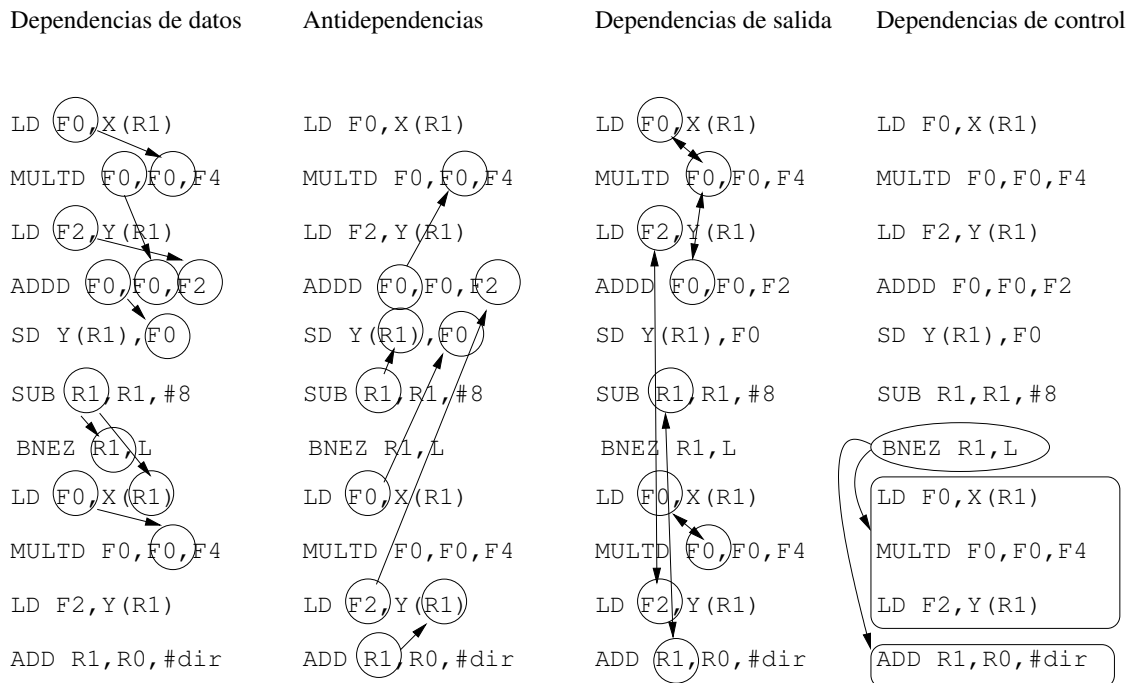 Dependencias de datos
LD F0,X(R1)
MULTD F0,F0,F4
LD F2,Y(R1)
ADDD F0,F0,F2
SD Y(R1),F0
SUB R1,R1,#8
BNEZ R1,L
LD F0,X(R1)
MULTD F0,F0,F4
LD F2,Y(R1)
ADD R1,R0,#dir
Antidependencias
LD F0,X(R1)
MULTD F0,F0,F4
LD F2,Y(R1)
ADDD F0,F0,F2
SD Y(R1),F0
SUB R1,R1,#8
BNEZ R1,L
LD F0,X(R1)
MULTD F0,F0,F4
LD F2,Y(R1)
ADD R1,R0,#dir
Dependencias de salida
LD F0,X(R1)
MULTD F0,F0,F4
LD F2,Y(R1)
ADDD F0,F0,F2
SD Y(R1),F0
SUB R1,R1,#8
BNEZ R1,L
LD F0,X(R1)
MULTD F0,F0,F4
LD F2,Y(R1)
ADD R1,R0,#dir
Dependencias de control
LD F0,X(R1)
MULTD F0,F0,F4
LD F2,Y(R1)
ADDD F0,F0,F2
SD Y(R1),F0
SUB R1,R1,#8
BNEZ R1,L
LD F0,X(R1)
MULTD F0,F0,F4
LD F2,Y(R1)
ADD R1,R0,#dir